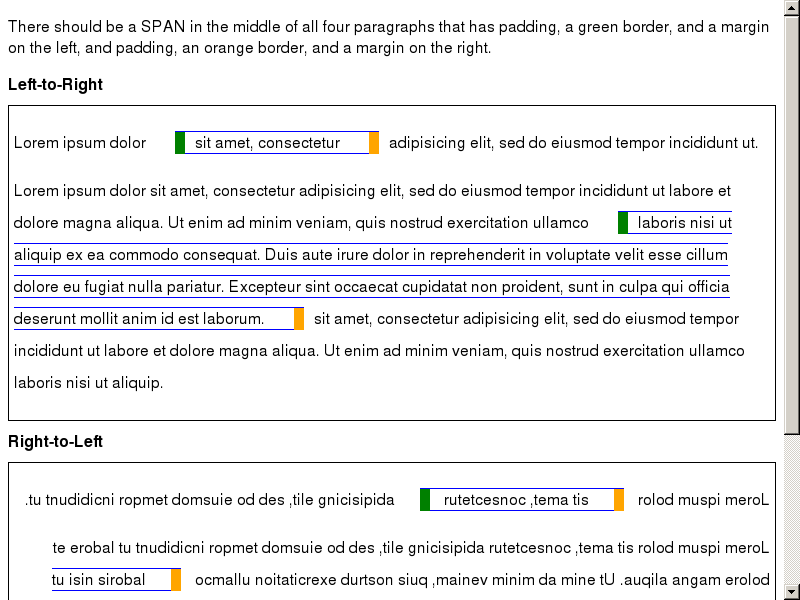 There should be a SPAN in the middle of all four paragraphs that has padding, a green border, and a margin
on the left, and padding, an orange border, and a margin on the right.
Left-to-Right
Lorem ipsum dolor sit amet, consectetur adipisicing elit, sed do eiusmod tempor incididunt ut.
Lorem ipsum dolor sit amet, consectetur adipisicing elit, sed do eiusmod tempor incididunt ut labore et
dolore magna aliqua. Ut enim ad minim veniam, quis nostrud exercitation ullamco laboris nisi ut
aliquip ex ea commodo consequat. Duis aute irure dolor in reprehenderit in voluptate velit esse cillum
dolore eu fugiat nulla pariatur. Excepteur sint occaecat cupidatat non proident, sunt in culpa qui officia
deserunt mollit anim id est laborum. sit amet, consectetur adipisicing elit, sed do eiusmod tempor
incididunt ut labore et dolore magna aliqua. Ut enim ad minim veniam, quis nostrud exercitation ullamco
laboris nisi ut aliquip.
Right-to-Left
.tu tnudidicni ropmet domsuie od des ,tile gnicisipida rutetcesnoc ,tema tis rolod muspi meroL
te erobal tu tnudidicni ropmet domsuie od des ,tile gnicisipida rutetcesnoc ,tema tis rolod muspi meroL
tu isin sirobal ocmallu noitaticrexe durtson siuq ,mainev minim da mine tU .auqila angam erolod